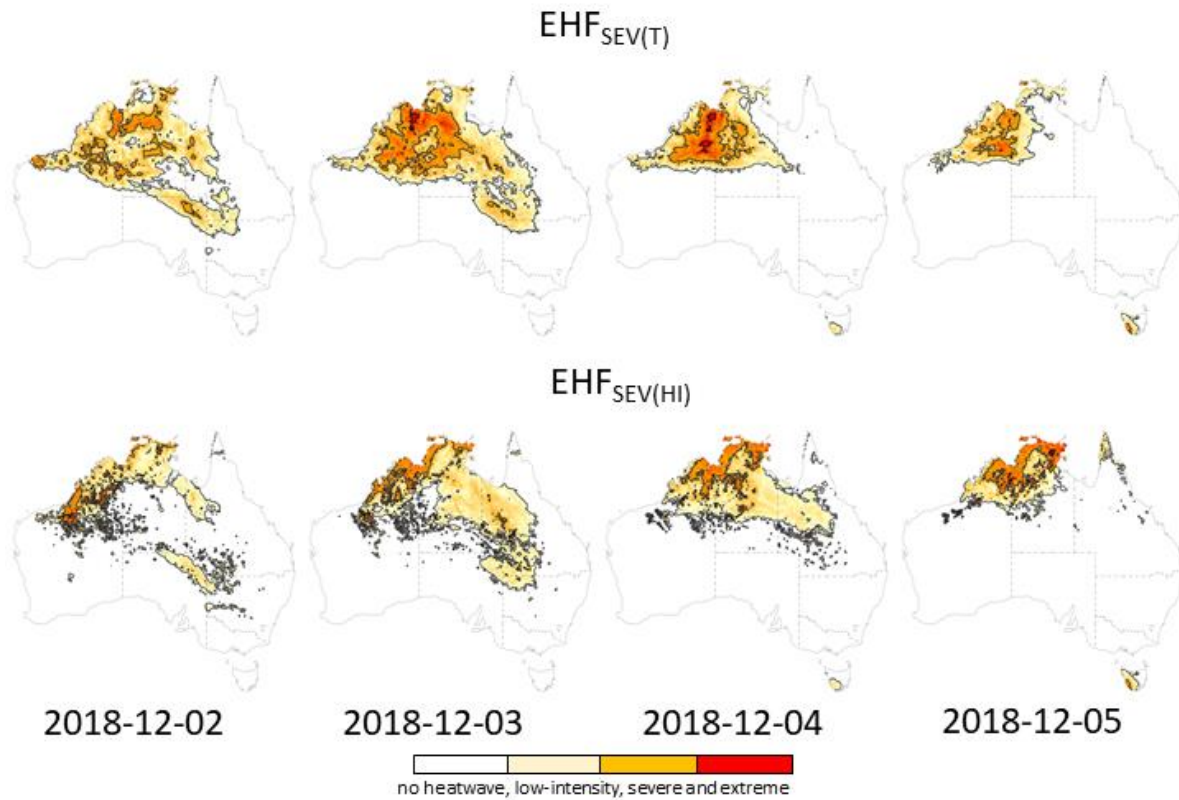 EHFSEV(T)
EHFSEV(HI)
2018-12-02 2018-12-03 2018-12-04 2018-12-05
no heatwave, low-intensity, severe and extreme